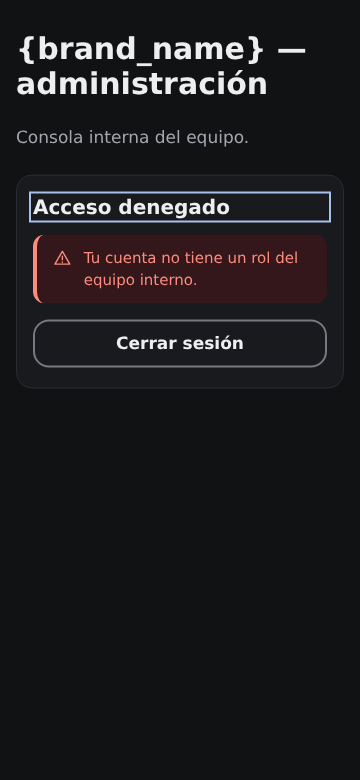 {brand_name} —
administración
Consola interna del equipo.
Acceso denegado
Tu cuenta no tiene un rol del
equipo interno.
Cerrar sesión